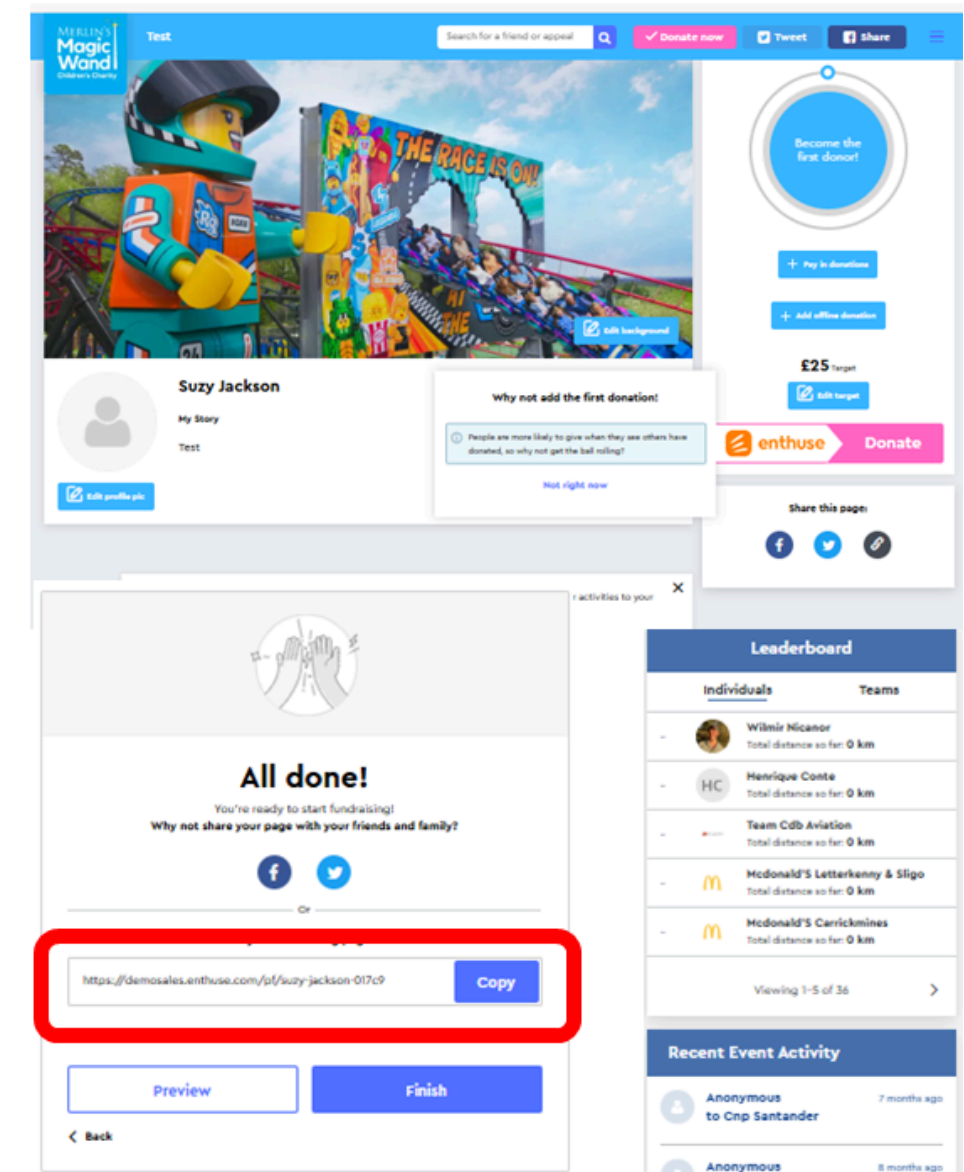 MERLIN'S
Magic
Wand
Children's Charity
Test
Search for a friend or appeal
Donate now
Tweet
Share
THE RACE IS ON!
24
Become the
first donor!
+ Pay in donations
+ Add offline donation
Edit background
£25 Target
Edit target
enthuse
Donate
Suzy Jackson
My Story
Test
Edit profile pic
Why not add the first donation!
People are more likely to give when they see others have
donated, so why not get the ball rolling?
Not right now
Share this page:
r activities to your
All done!
You're ready to start fundraising!
Why not share your page with your friends and family?
Or
https://demosales.enthuse.com/pf/suzy-jackson-017c9
Copy
Preview
Finish
Back
Leaderboard
Individuals
Teams
Wilmir Nicanor
Total distance so far: 0 km
HC
Henrique Conte
Total distance so far: 0 km
Team Cdb Aviation
Total distance so far: 0 km
Mcdonald'S Letterkenny & Sligo
Total distance so far: 0 km
Mcdonald'S Carrickmines
Total distance so far: 0 km
Viewing 1-5 of 36
Recent Event Activity
Anonymous
7 months ago
to Cnp Santander
Anonymous
8 months ago